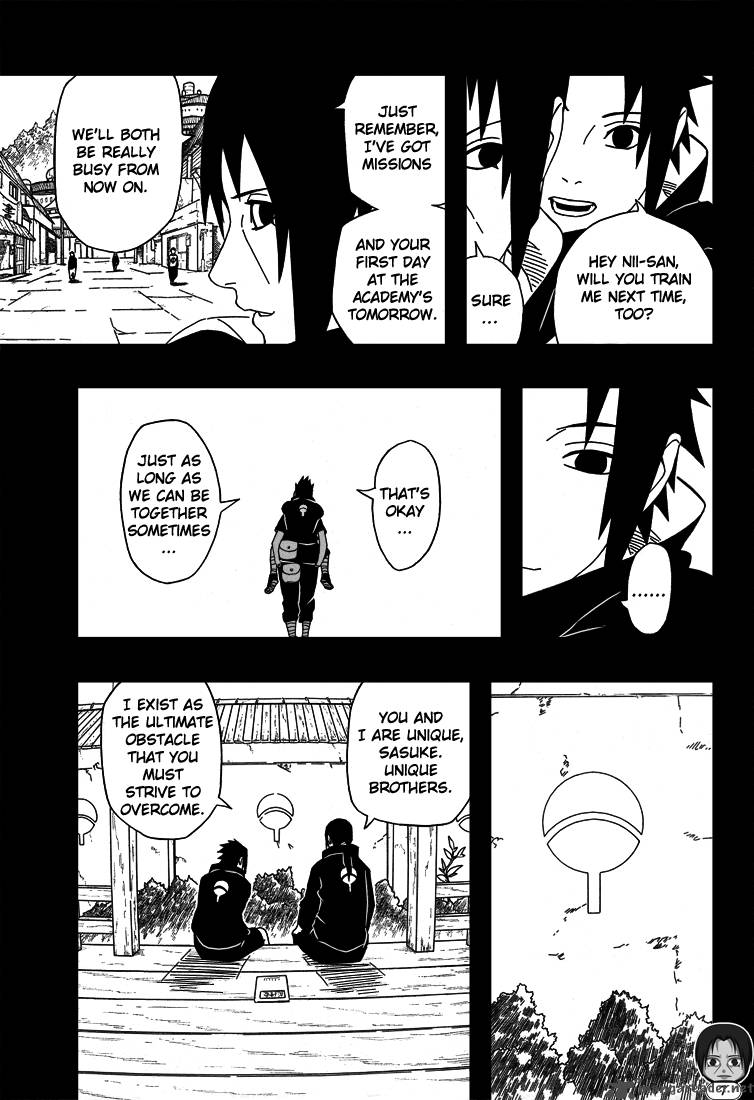 HEY NII-SAN,
WILL YOU TRAIN
ME NEXT TIME,
TOO?
SURE
...
JUST
REMEMBER,
I'VE GOT
MISSIONS
AND YOUR
FIRST DAY
AT THE
ACADEMY'S
TOMORROW.
WE'LL BOTH
BE REALLY
BUSY FROM
NOW ON.
......
THAT'S
OKAY
...
JUST AS
LONG AS
WE CAN BE
TOGETHER
SOMETIMES
...
YOU AND
I ARE UNIQUE,
SASUKE.
UNIQUE
BROTHERS.
I EXIST AS
THE ULTIMATE
OBSTACLE
THAT YOU
MUST
STRIVE TO
OVERCOME.